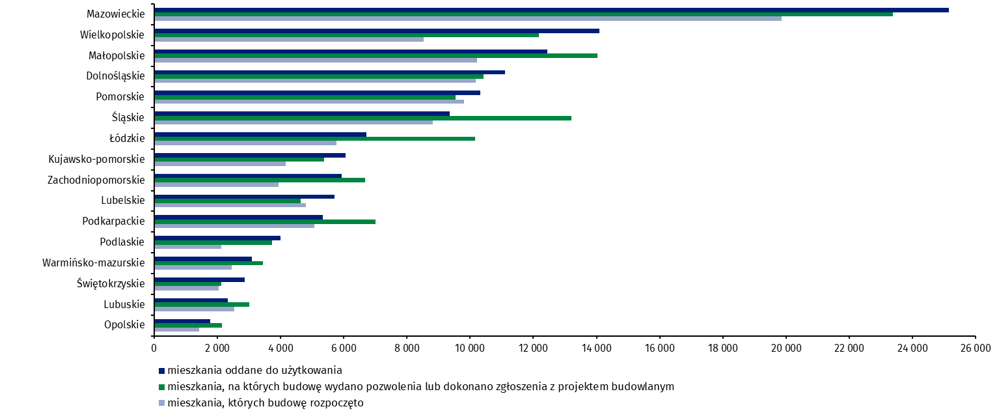 Mazowieckie
Wielkopolskie
Małopolskie
Dolnośląskie
Pomorskie
Śląskie
Łódzkie
Kujawsko-pomorskie
Zachodniopomorskie
Lubelskie
Podkarpackie
Podlaskie
Warmińsko-mazurskie
Świętokrzyskie
Lubuskie
Opolskie
0 2 000 4 000 6 000 8 000 10 000 12 000 14 000 16 000 18 000 20 000 22 000 24 000 26 000
mieszkania oddane do użytkowania
mieszkania, na których budowę wydano pozwolenia lub dokonano zgłoszenia z projektem budowlanym
mieszkania, których budowę rozpoczęto